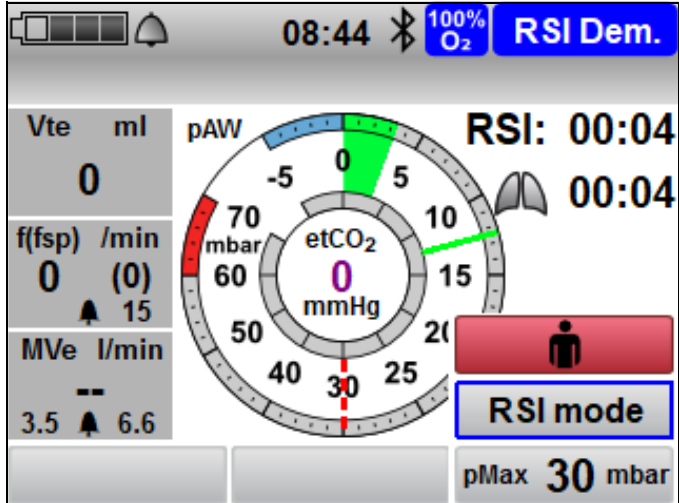 08:44 100% O₂ RSI Dem.
Vte ml
0
f(fsp) /min
0 (0)
15
MVe l/min
--
3.5 6.6
pAW
-5 0 5
10
15
20
25
30
40
50
60
70
mbar
etCO₂
0
mmHg
RSI: 00:04
00:04
RSI mode
pMax 30 mbar